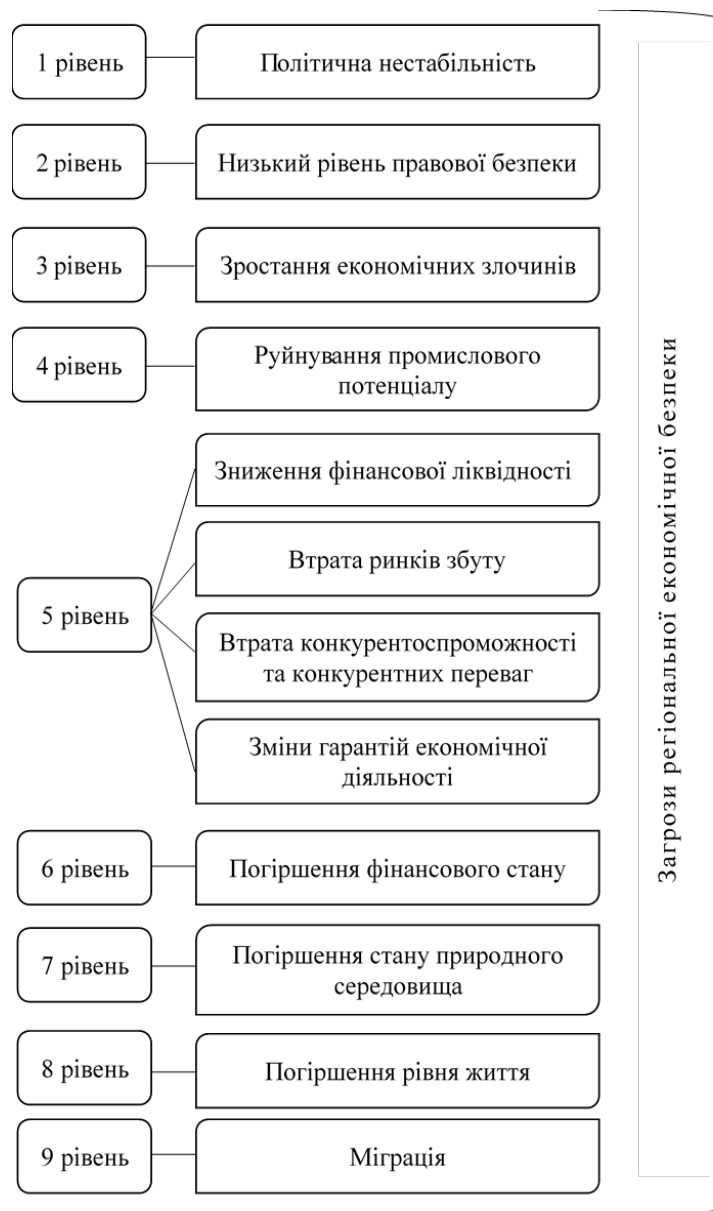 1 рівень
Політична нестабільність
2 рівень
Низький рівень правової безпеки
3 рівень
Зростання економічних злочинів
4 рівень
Руйнування промислового
потенціалу
5 рівень
Зниження фінансової ліквідності
Втрата ринків збуту
Втрата конкурентоспроможності
та конкурентних переваг
Зміни гарантій економічної
діяльності
6 рівень
Погіршення фінансового стану
7 рівень
Погіршення стану природного
середовища
8 рівень
Погіршення рівня життя
9 рівень
Міграція
Загрози регіональної економічної безпеки